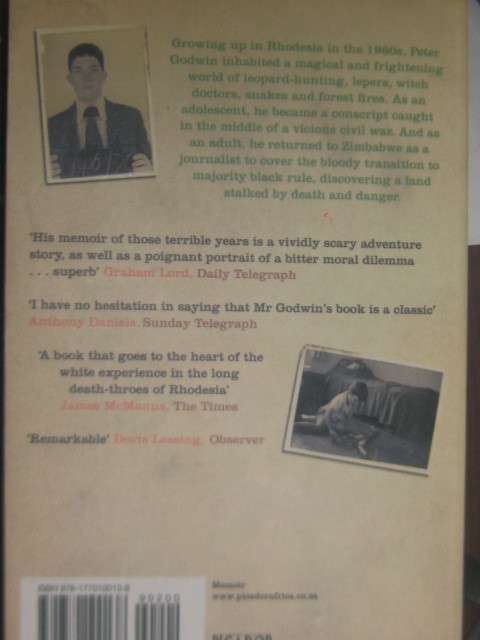 Growing up in Rhodesia in the 1960s, Peter
Godwin inhabited a magical and frightening
world of leopard-hunting, lepers, witch
doctors, snakes and forest fires. As an
adolescent, he became a conscript caught
in the middle of a vicious civil war. And as
an adult, he returned to Zimbabwe as a
journalist to cover the bloody transition to
majority black rule, discovering a land
stalked by death and danger.
'His memoir of those terrible years is a vividly scary adventure
story, as well as a poignant portrait of a bitter moral dilemma
. . . superb' Graham Lord, Daily Telegraph
'I have no hesitation in saying that Mr Godwin's book is a classic'
Anthony Daniels, Sunday Telegraph
'A book that goes to the heart of the
white experience in the long
death-throes of Rhodesia'
James McManus, The Times
'Remarkable' Doris Lessing, Observer
90200
Memoir
PICADOR